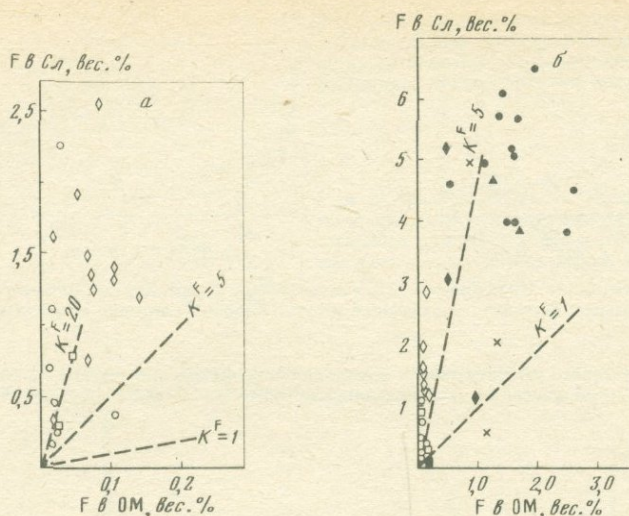 F в Сл, вес.%
а
2,5
1,5
0,5
K^F=20
K^F=5
K^F=1
0,1
0,2
F в ОМ, вес.%
F в Сл, вес.%
б
6
5
4
3
2
1
K^F=5
K^F=1
1,0
2,0
3,0
F в ОМ, вес.%